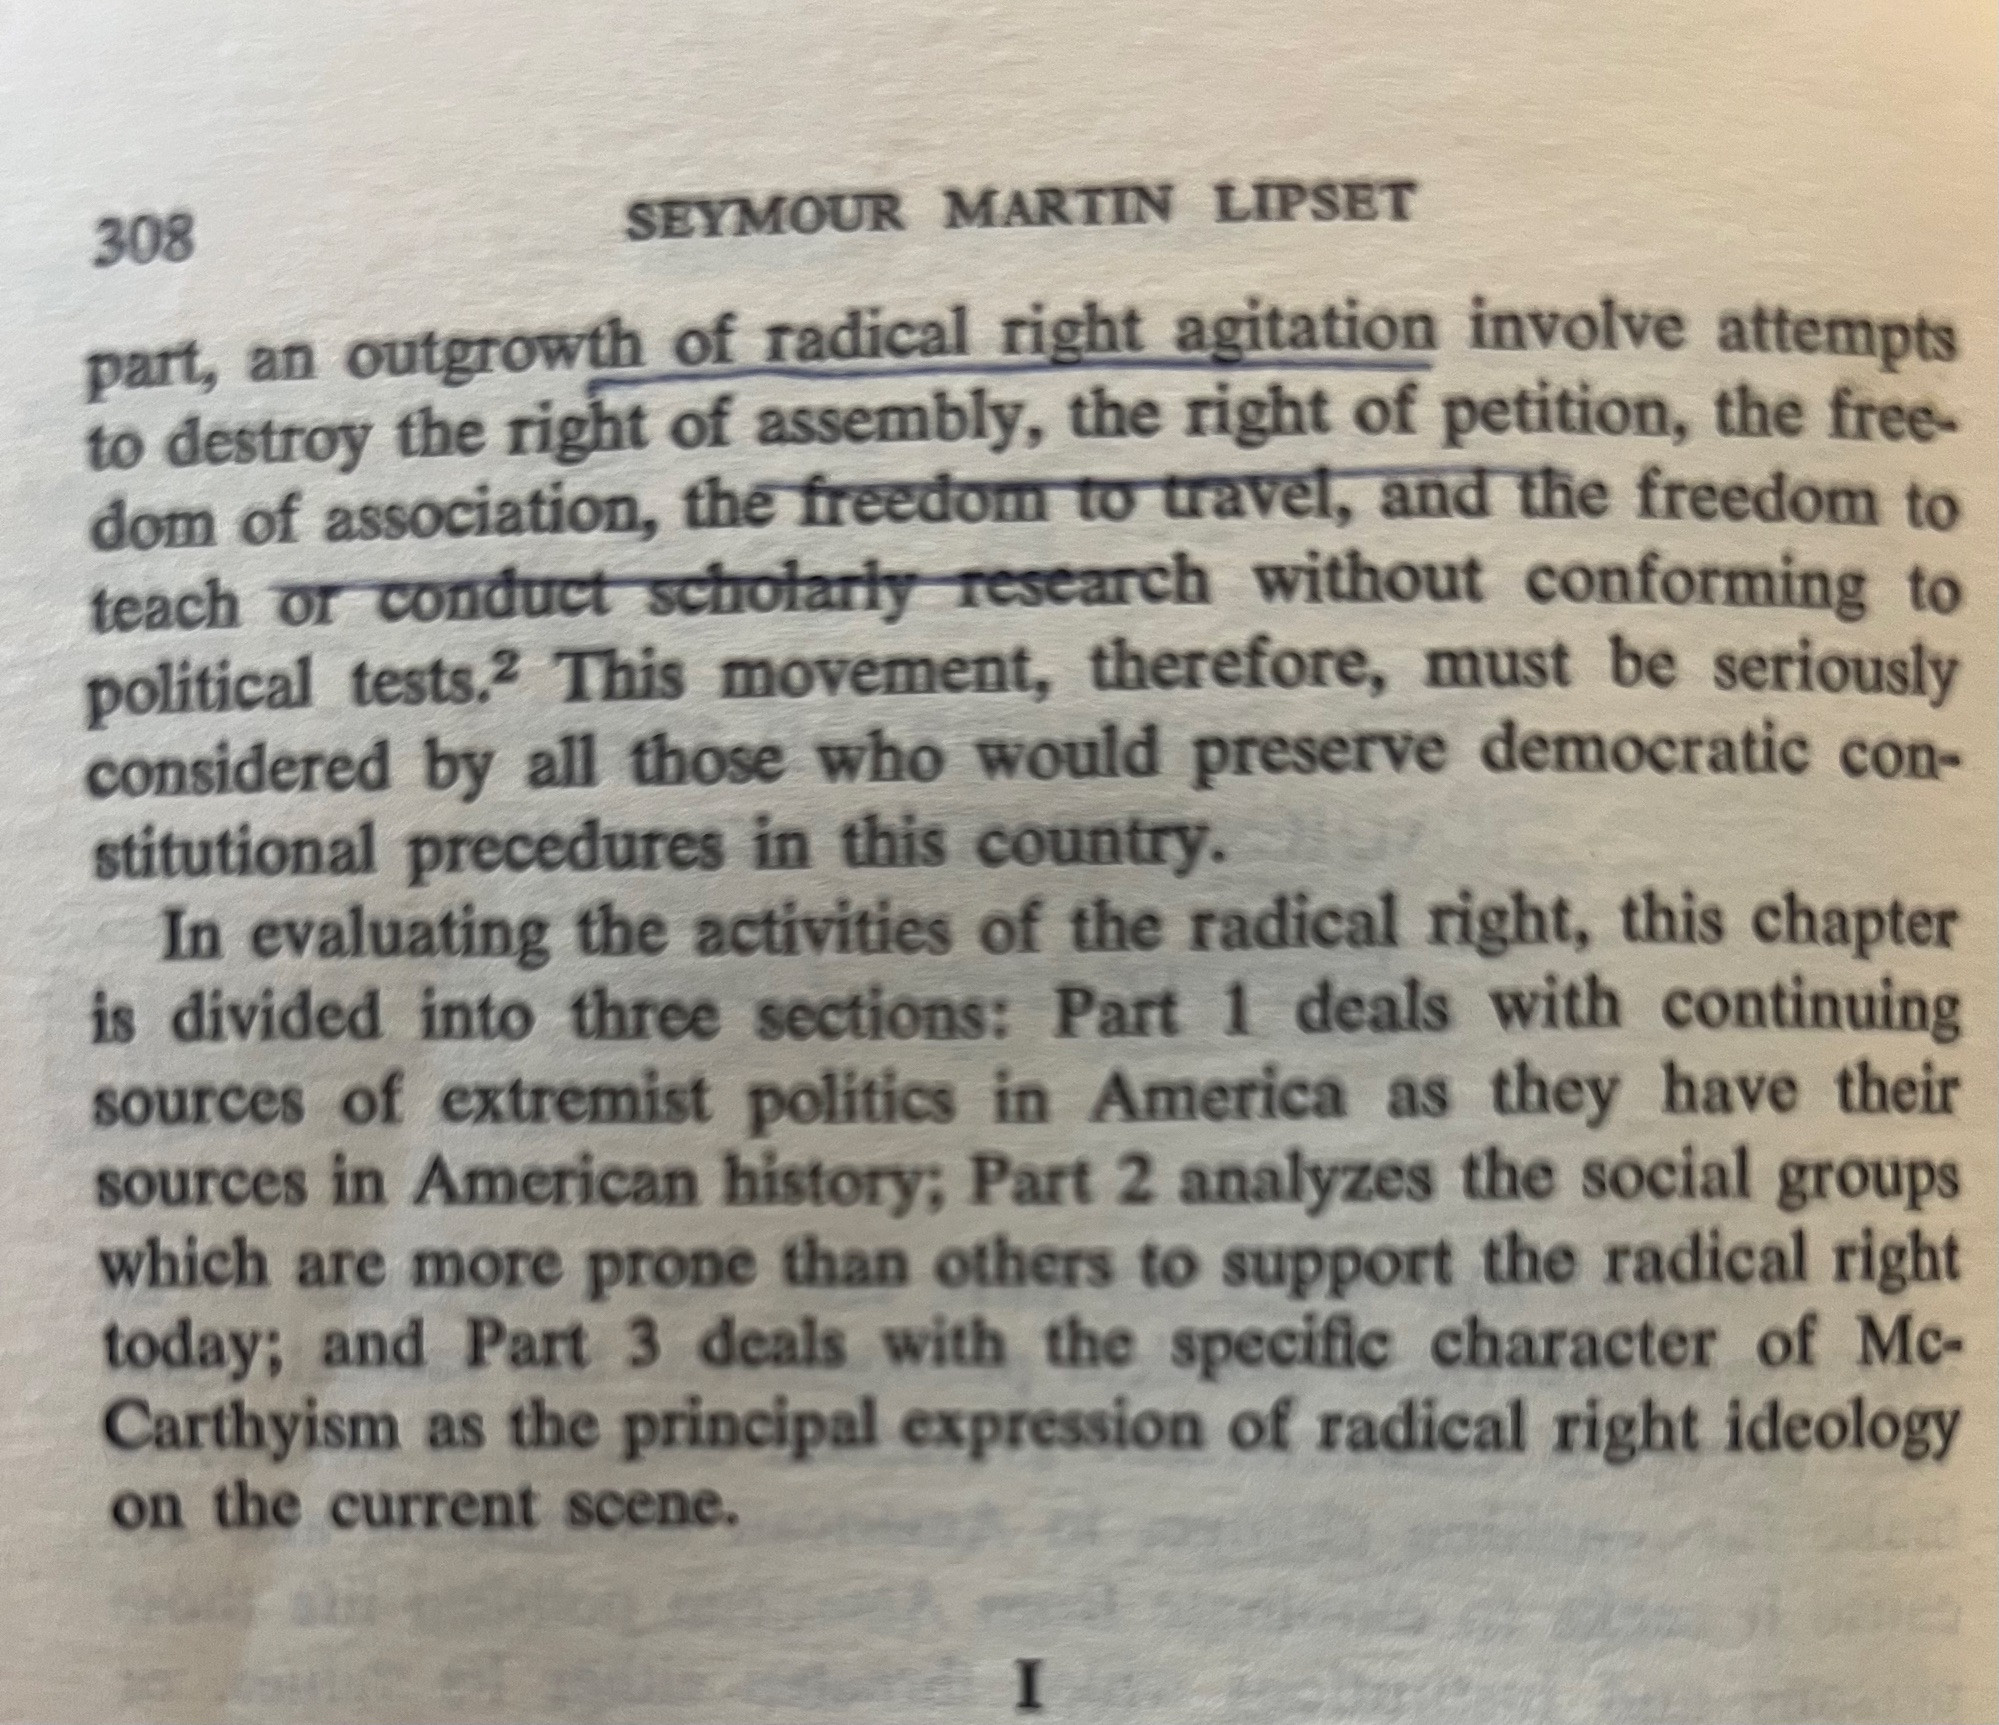 308 SEYMOUR MARTIN LIPSET
part, an outgrowth of radical right agitation involve attempts
to destroy the right of assembly, the right of petition, the free-
dom of association, the freedom to travel, and the freedom to
teach or conduct scholarly research without conforming to
political tests.² This movement, therefore, must be seriously
considered by all those who would preserve democratic con-
stitutional precedures in this country.
In evaluating the activities of the radical right, this chapter
is divided into three sections: Part 1 deals with continuing
sources of extremist politics in America as they have their
sources in American history; Part 2 analyzes the social groups
which are more prone than others to support the radical right
today; and Part 3 deals with the specific character of Mc-
Carthyism as the principal expression of radical right ideology
on the current scene.
I